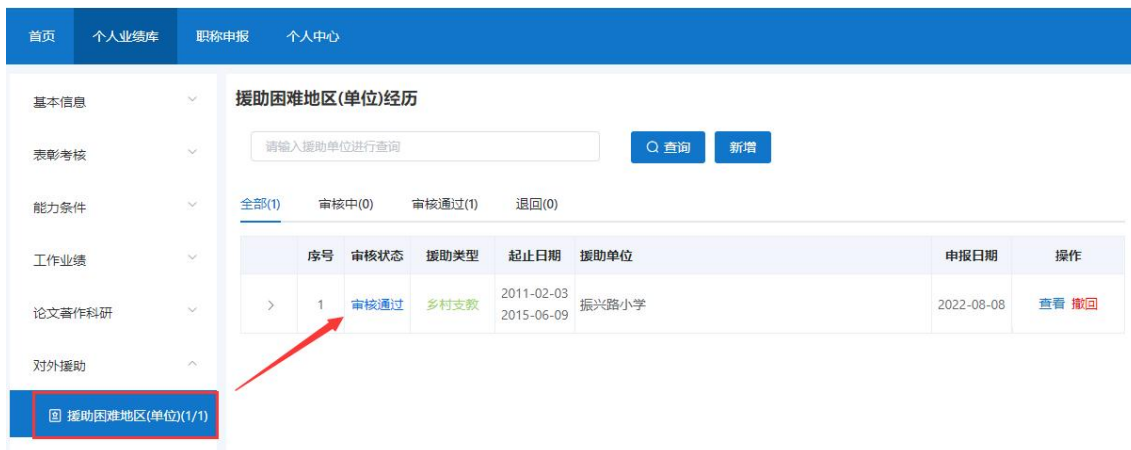 首页 个人业绩库 职称申报 个人中心
基本信息
表彰考核
能力条件
工作业绩
论文著作科研
对外援助
援助困难地区(单位)(1/1)
援助困难地区(单位)经历
请输入援助单位进行查询 查询 新增
全部(1) 审核中(0) 审核通过(1) 退回(0)
序号 审核状态 援助类型 起止日期 援助单位 申报日期 操作
1 审核通过 乡村支教 2011-02-03 振兴路小学 2022-08-08 查看 撤回
2015-06-09